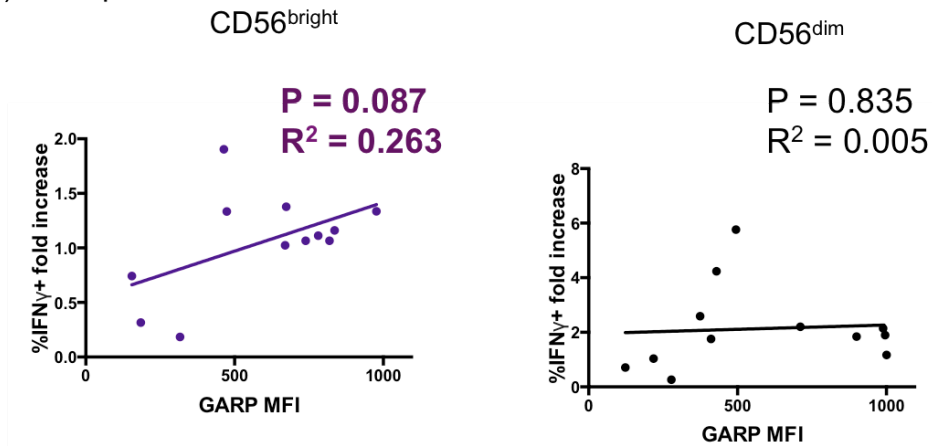 CD56bright
P = 0.087
R2 = 0.263
%IFNγ+ fold increase
2.0
1.5
1.0
0.5
0.0
0
500
1000
GARP MFI
CD56dim
P = 0.835
R2 = 0.005
%IFNγ+ fold increase
8
6
4
2
0
0
500
1000
GARP MFI